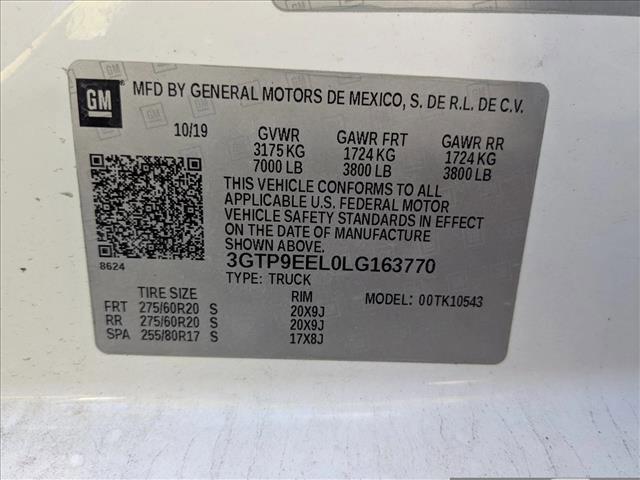 GM
MFD BY GENERAL MOTORS DE MEXICO, S. DE R.L. DE C.V.
10/19 GVWR GAWR FRT GAWR RR
3175 KG 1724 KG 1724 KG
7000 LB 3800 LB 3800 LB
THIS VEHICLE CONFORMS TO ALL
APPLICABLE U.S. FEDERAL MOTOR
VEHICLE SAFETY STANDARDS IN EFFECT
ON THE DATE OF MANUFACTURE
SHOWN ABOVE.
8624
3GTP9EEL0LG163770
TYPE: TRUCK
TIRE SIZE RIM MODEL: 00TK10543
FRT 275/60R20 S 20X9J
RR 275/60R20 S 20X9J
SPA 255/80R17 S 17X8J